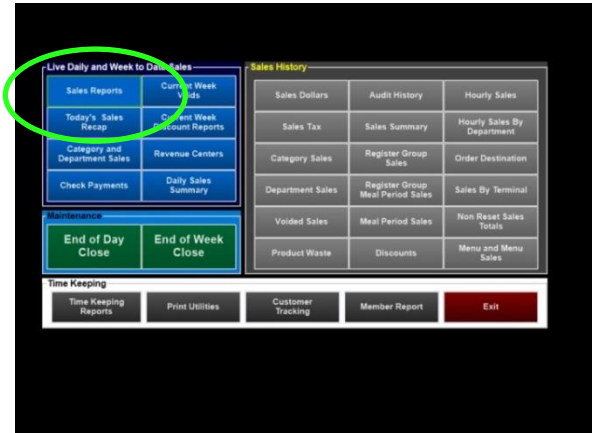 Live Daily and Week to Date Sales
Sales Reports
Current Week
Voids
Today's Sales
Recap
Current Week
Discount Reports
Category and
Department Sales
Revenue Centers
Check Payments
Daily Sales
Summary
Maintenance
End of Day
Close
End of Week
Close
Sales History
Sales Dollars
Audit History
Hourly Sales
Sales Tax
Sales Summary
Hourly Sales By
Department
Category Sales
Register Group
Sales
Order Destination
Department Sales
Register Group
Meal Period Sales
Sales By Terminal
Voided Sales
Meal Period Sales
Non Reset Sales
Totals
Product Waste
Discounts
Menu and Menu
Sales
Time Keeping
Time Keeping
Reports
Print Utilities
Customer
Tracking
Member Report
Exit